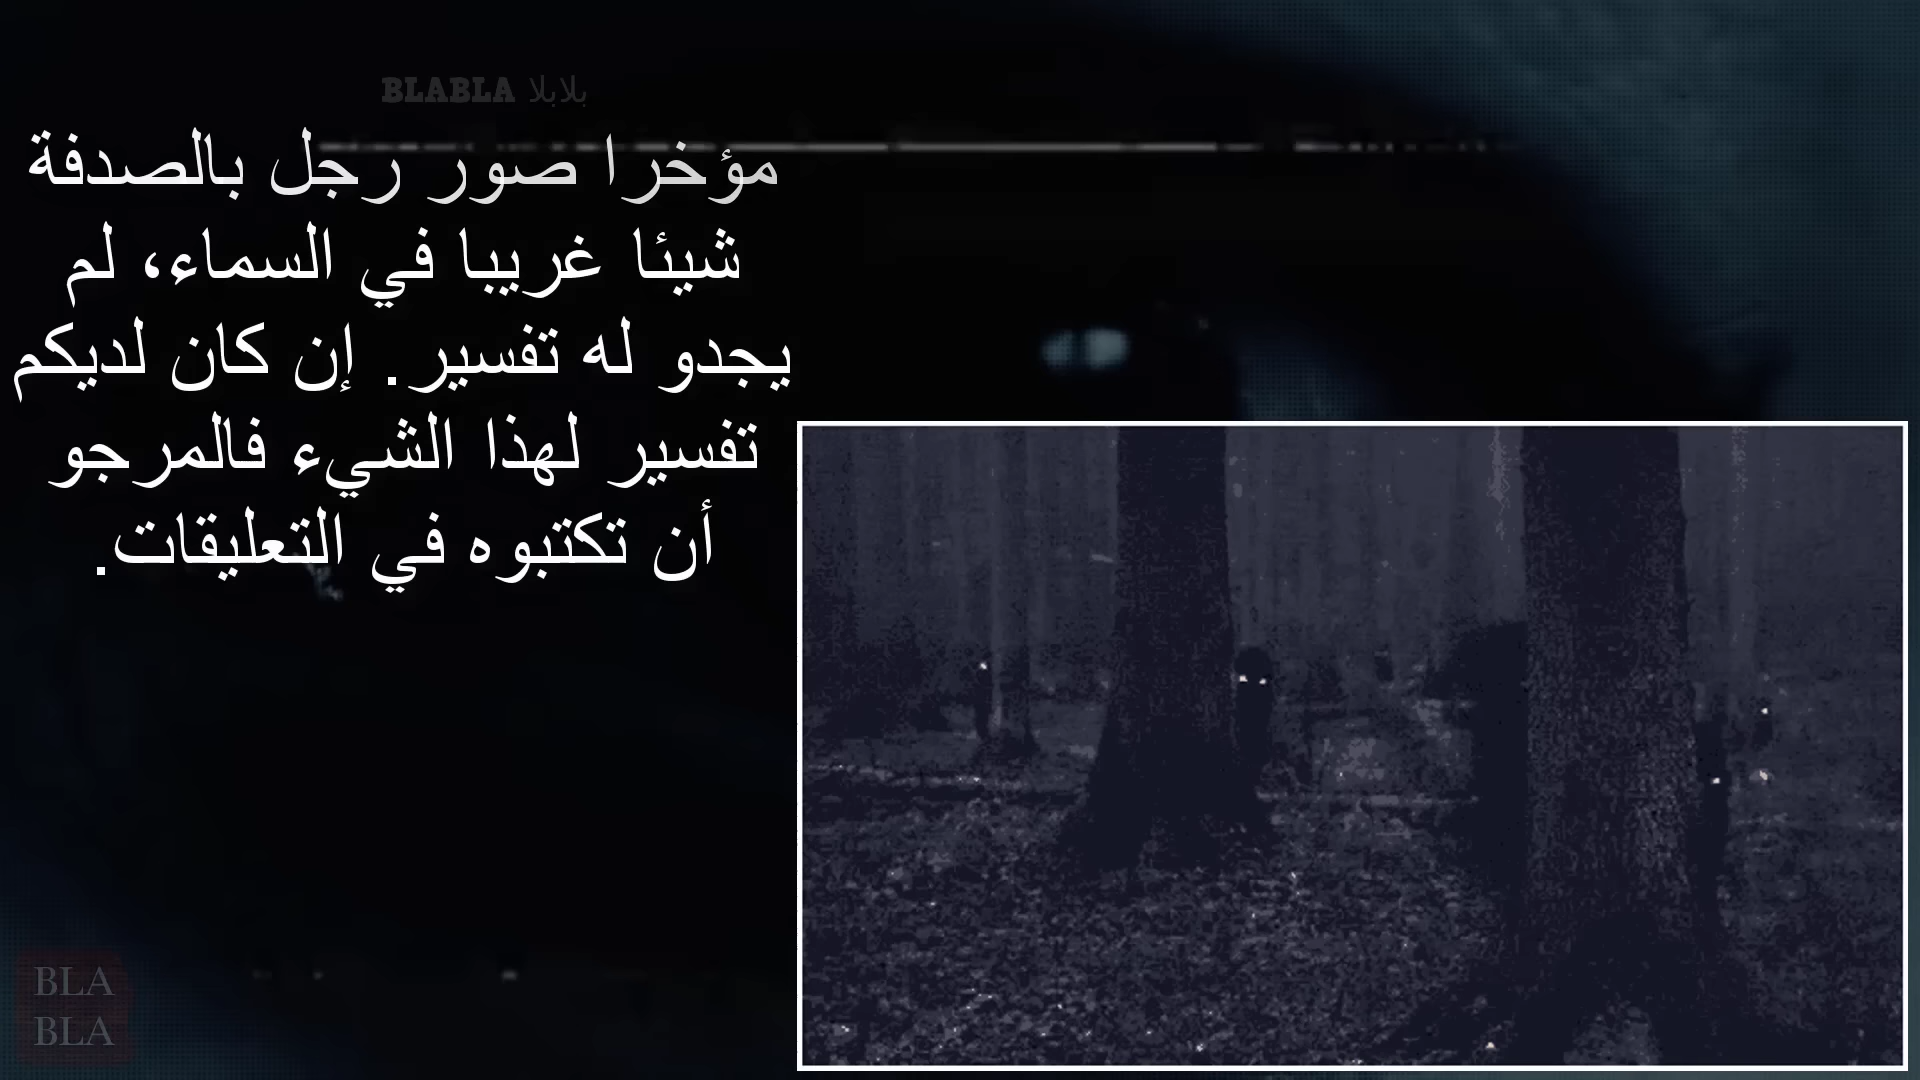 BLABLA بلابلا
مؤخرا صور رجل بالصدفة
شيئا غريبا في السماء، لم
يجدو له تفسير. إن كان لديكم
تفسير لهذا الشيء فالمرجو
أن تكتبوه في التعليقات.
BLA
BLA